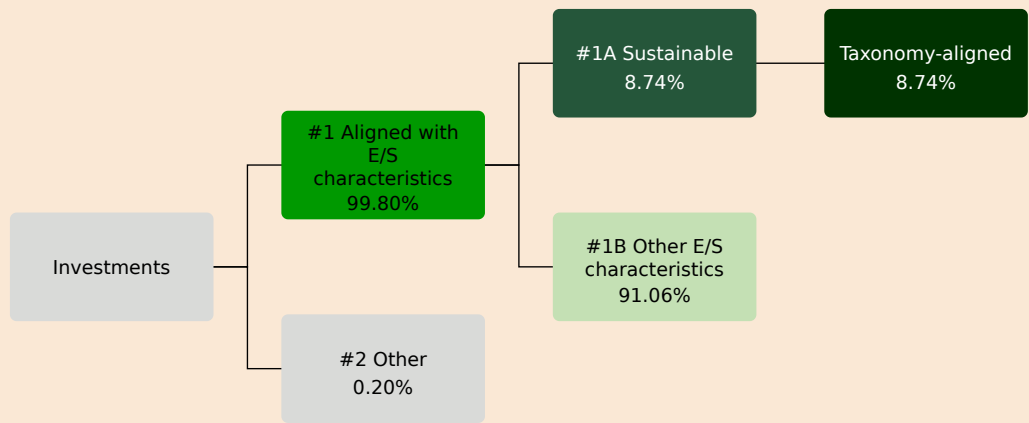 #1A Sustainable
8.74%
Taxonomy-aligned
8.74%
#1 Aligned with
E/S
characteristics
99.80%
Investments
#1B Other E/S
characteristics
91.06%
#2 Other
0.20%